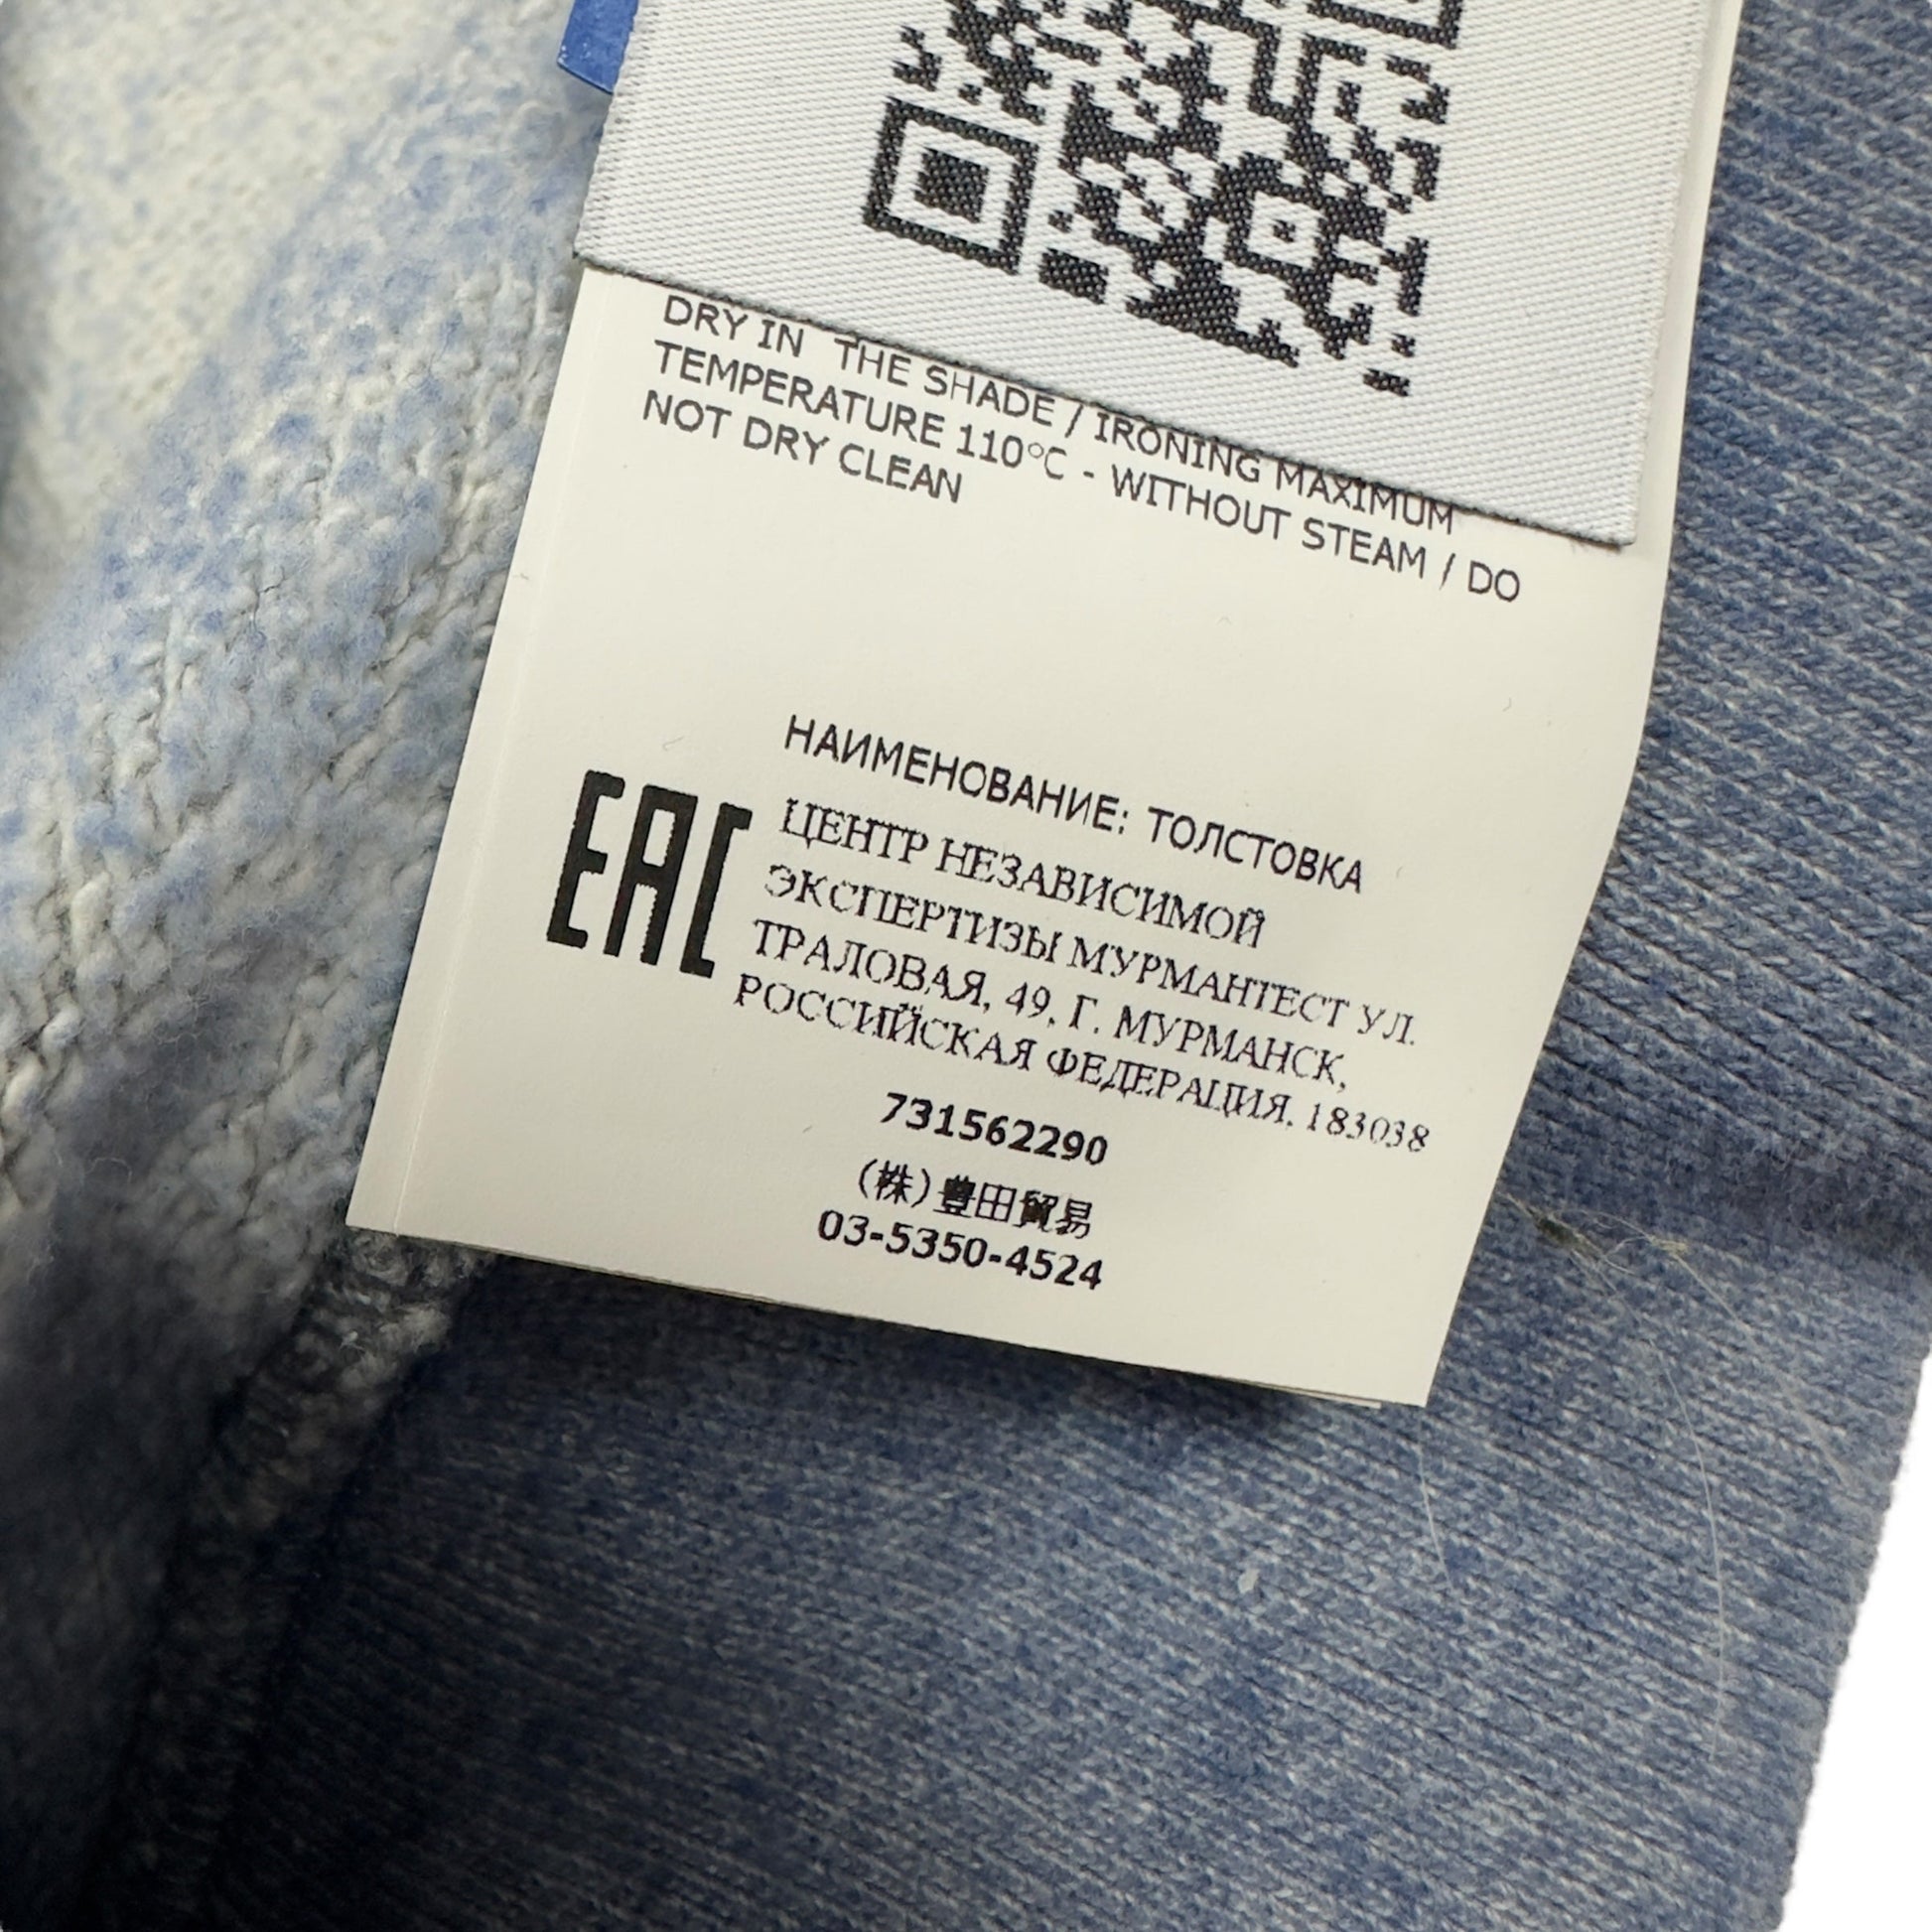 DRY IN THE SHADE / IRONING MAXIMUM
TEMPERATURE 110°C - WITHOUT STEAM / DO
NOT DRY CLEAN
НАИМЕНОВАНИЕ: ТОЛСТОВКА
EAC
ЦЕНТР НЕЗАВИСИМОЙ
ЭКСПЕРТИЗЫ МУРМАНТЕСТ УЛ.
ТРАЛОВАЯ, 49, Г. МУРМАНСК,
РОССИЙСКАЯ ФЕДЕРАЦИЯ. 183038
731562290
(株)豊田貿易
03-5350-4524